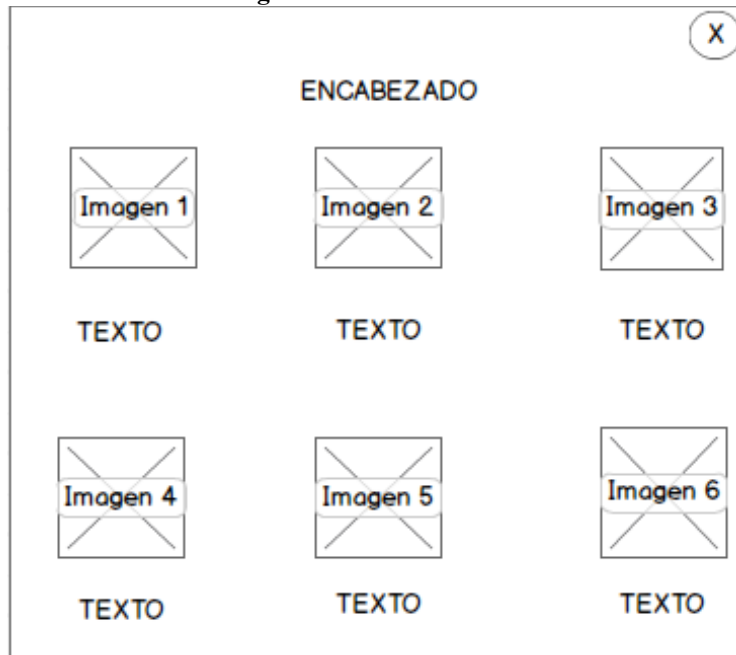 X
ENCABEZADO
Imagen 1 Imagen 2 Imagen 3
TEXTO TEXTO TEXTO
Imagen 4 Imagen 5 Imagen 6
TEXTO TEXTO TEXTO